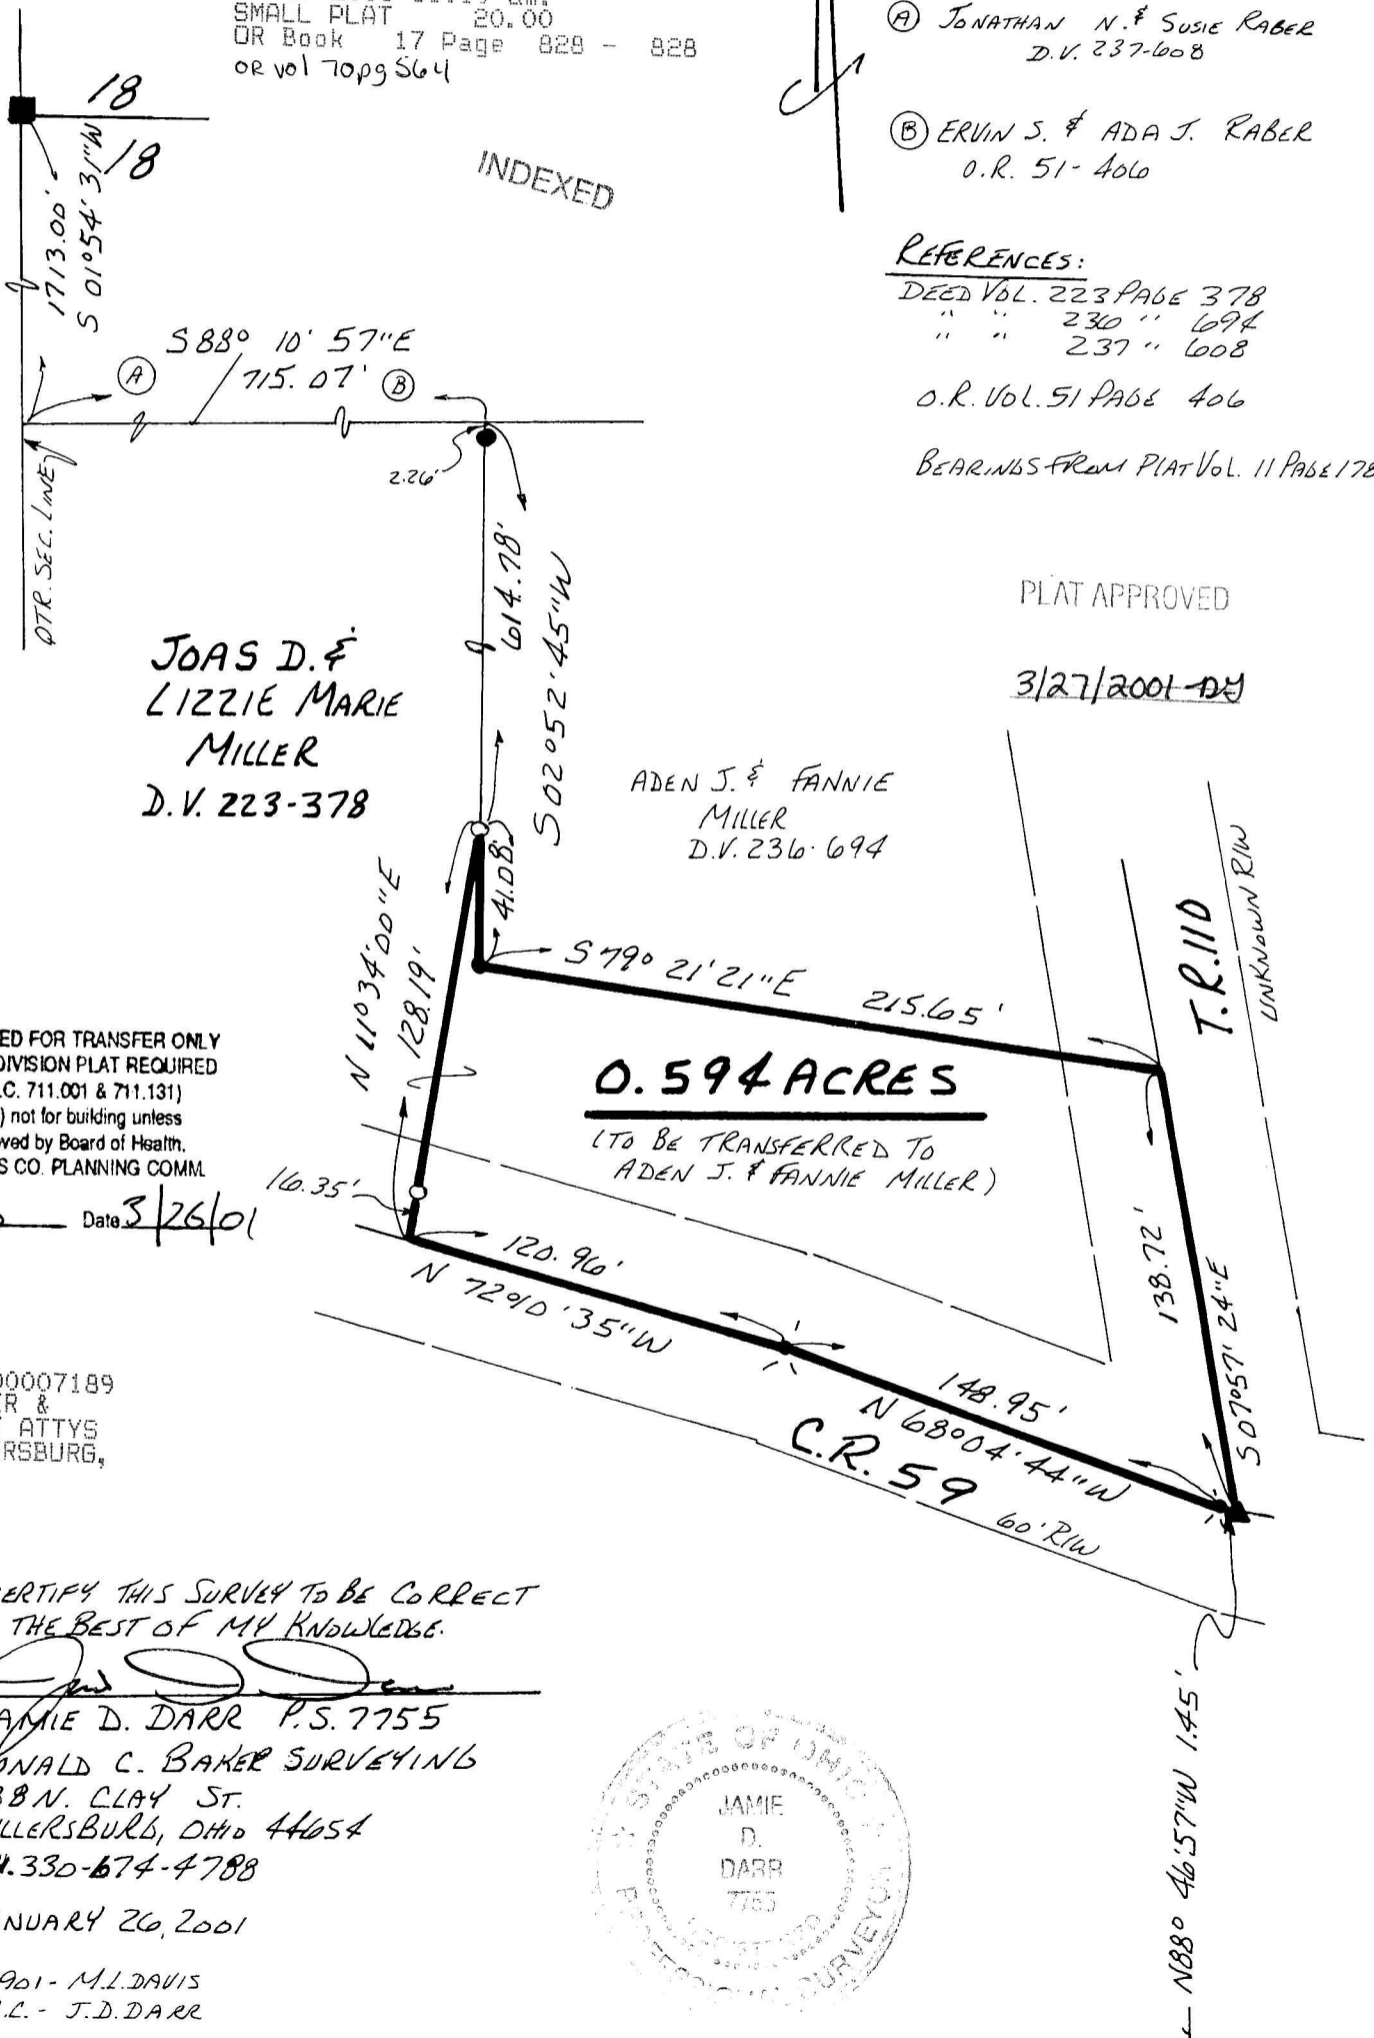 SMALL PLAT 20.00
OR Book 17 Page 828 - 828
OR vol 70pg 564
18
18
1713.00'
S 01°54'31"W
INDEXED
Ⓐ JONATHAN N. & SUSIE RABER
D.V. 237-608
Ⓑ ERVIN S. & ADA J. RABER
O.R. 51-406
REFERENCES:
DEED VOL. 223 PAGE 378
" " 236 " 694
" " 237 " 608
O.R. VOL. 51 PAGE 406
BEARINGS FROM PLAT VOL. 11 PAGE 178
S 88° 10' 57"E
715.07'
Ⓐ
Ⓑ
2.26'
QTR. SEC. LINE
614.78'
S 02°52'45"W
PLAT APPROVED
3/27/2001
JOAS D. &
LIZZIE MARIE
MILLER
D.V. 223-378
ADEN J. & FANNIE
MILLER
D.V. 236-694
41.08'
N 11°34'00"E
128.19'
S 79° 21'21"E 215.65'
T.R. 110
UNKNOWN R/W
0.594 ACRES
(TO BE TRANSFERRED TO
ADEN J. & FANNIE MILLER)
ED FOR TRANSFER ONLY
DIVISION PLAT REQUIRED
.C. 711.001 & 711.131)
) not for building unless
ved by Board of Health.
S CO. PLANNING COMM.
Date 3/26/01
16.35'
120.96'
N 72°10'35"W
138.72'
S 07°57'24"E
148.95'
N 68°04'44"W
C.R. 59
60' R/W
00007189
R &
ATTYS
RSBURG,
ERTIFY THIS SURVEY TO BE CORRECT
THE BEST OF MY KNOWLEDGE.
AMIE D. DARR P.S. 7755
ONALD C. BAKER SURVEYING
8 N. CLAY ST.
LLERSBURG, OHIO 44654
.330-674-4788
NUARY 26, 2001
901 - M.L. DAVIS
.C. - J.D. DARR
STATE OF OHIO
JAMIE
D.
DARR
7755
PROFESSIONAL SURVEYOR
N88° 46'57"W 1.45'